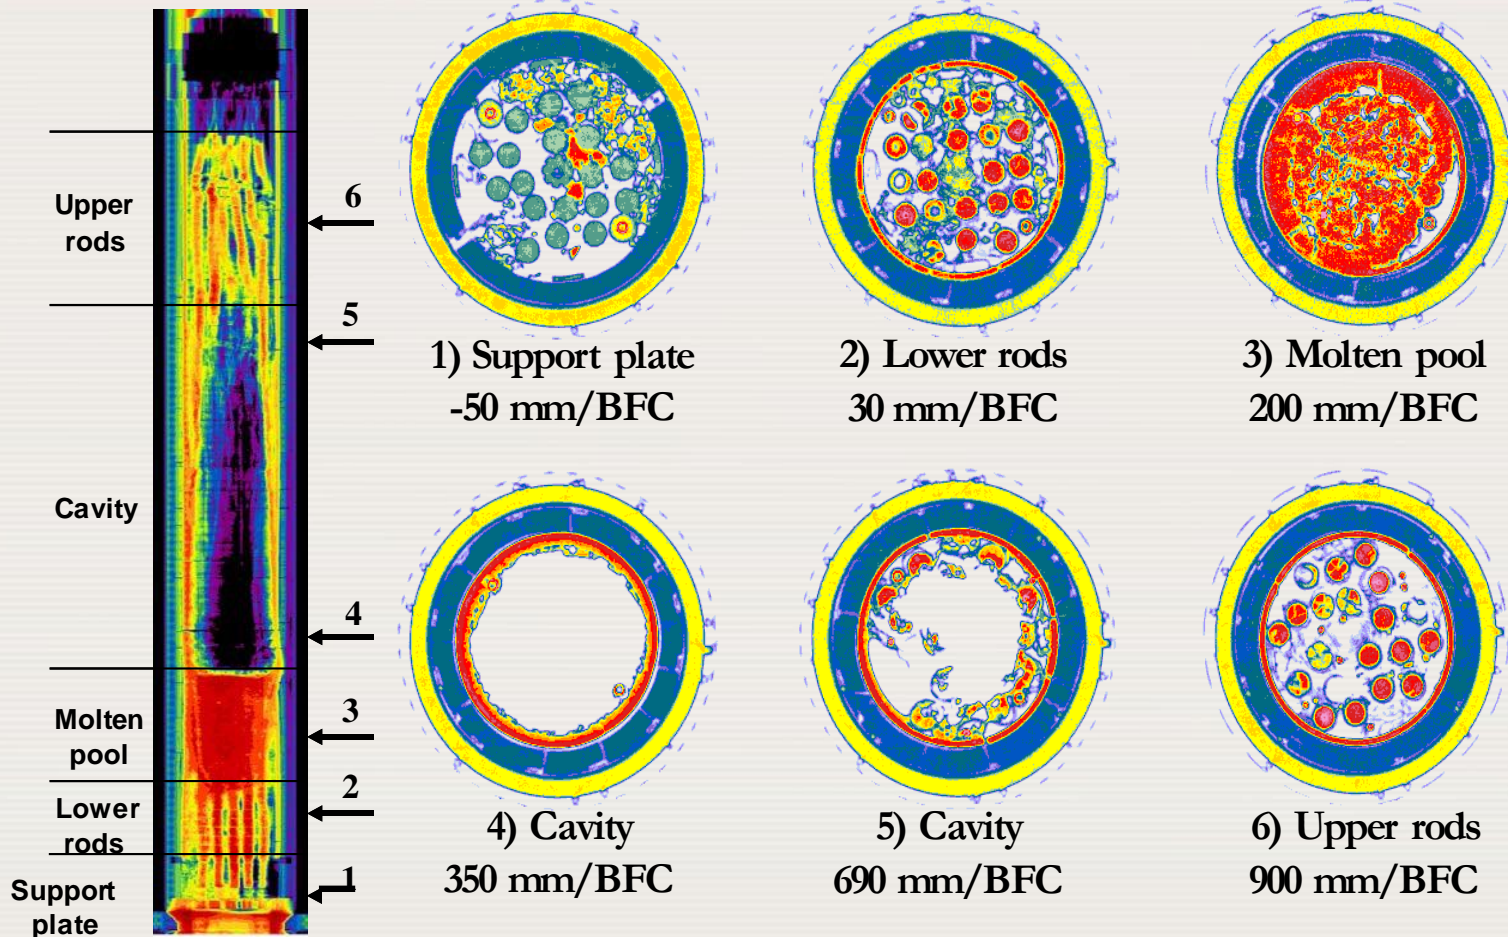 Upper
rods
Cavity
Molten
pool
Lower
rods
Support
plate
6
5
4
3
2
1
1) Support plate
-50 mm/BFC
2) Lower rods
30 mm/BFC
3) Molten pool
200 mm/BFC
4) Cavity
350 mm/BFC
5) Cavity
690 mm/BFC
6) Upper rods
900 mm/BFC